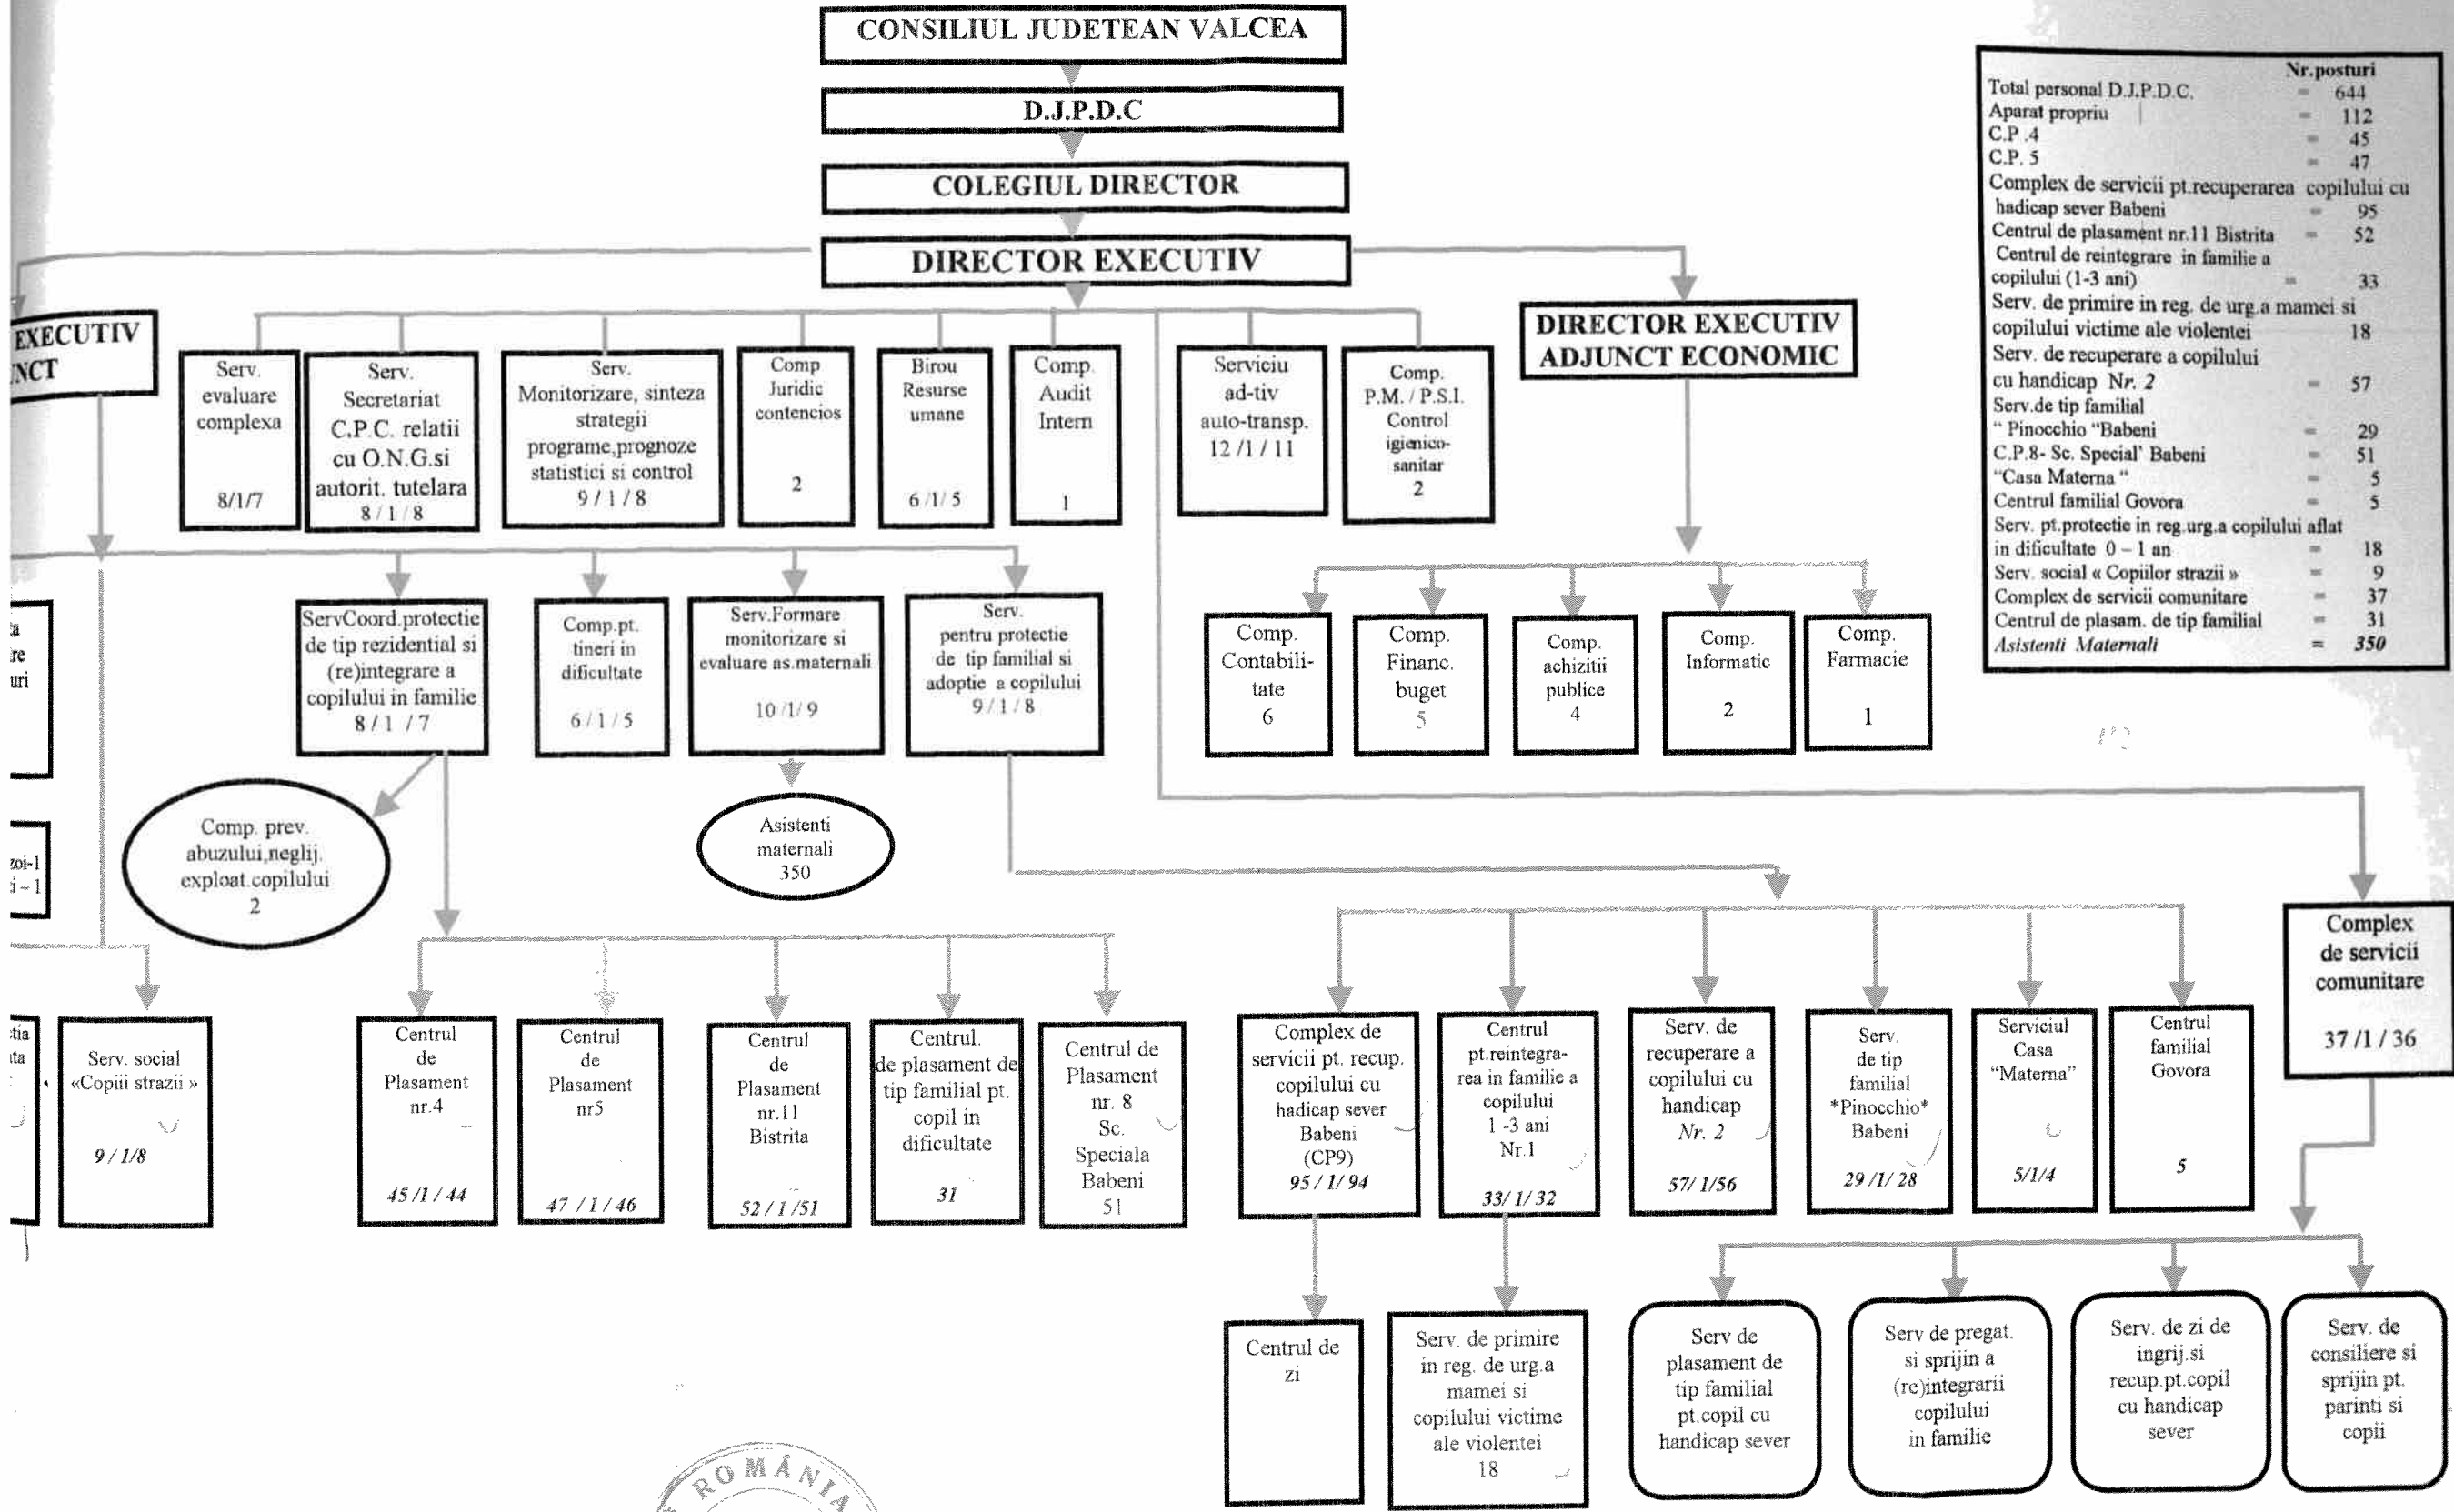 CONSILIUL JUDETEAN VALCEA
D.J.P.D.C
COLEGIUL DIRECTOR
DIRECTOR EXECUTIV
Nr.posturi
Total personal D.J.P.D.C. = 644
Aparat propriu = 112
C.P .4 = 45
C.P. 5 = 47
Complex de servicii pt.recuperarea copilului cu
hadicap sever Babeni = 95
Centrul de plasament nr.11 Bistrita = 52
Centrul de reintegrare in familie a
copilului (1-3 ani) = 33
Serv. de primire in reg. de urg.a mamei si
copilului victime ale violentei 18
Serv. de recuperare a copilului
cu handicap Nr. 2 = 57
Serv.de tip familial
" Pinocchio "Babeni = 29
C.P.8- Sc. Special' Babeni = 51
"Casa Materna " = 5
Centrul familial Govora = 5
Serv. pt.protectie in reg.urg.a copilului aflat
in dificultate 0 – 1 an = 18
Serv. social « Copiilor strazii » = 9
Complex de servicii comunitare = 37
Centrul de plasam. de tip familial = 31
Asistenti Maternali = 350
EXECUTIV
NCT
Serv.
evaluare
complexa
8/1/7
Serv.
Secretariat
C.P.C. relatii
cu O.N.G.si
autorit. tutelara
8 / 1 / 8
Serv.
Monitorizare, sinteza
strategii
programe,prognoze
statistici si control
9 / 1 / 8
Comp
Juridic
contencios
2
Birou
Resurse
umane
6 /1/ 5
Comp.
Audit
Intern
1
Serviciu
ad-tiv
auto-transp.
12 /1 / 11
Comp.
P.M. / P.S.I.
Control
igienico-
sanitar
2
DIRECTOR EXECUTIV
ADJUNCT ECONOMIC
ServCoord.protectie
de tip rezidential si
(re)integrare a
copilului in familie
8 / 1 / 7
Comp.pt.
tineri in
dificultate
6 / 1 / 5
Serv.Formare
monitorizare si
evaluare as.maternali
10 /1/ 9
Serv.
pentru protectie
de tip familial si
adoptie a copilului
9 / 1 / 8
Comp.
Contabili-
tate
6
Comp.
Financ.
buget
5
Comp.
achizitii
publice
4
Comp.
Informatic
2
Comp.
Farmacie
1
re
uri
zoi-1
i – 1
Comp. prev.
abuzului,neglij.
exploat.copilului
2
Asistenti
maternali
350
Complex
de servicii
comunitare
37 /1 / 36
tia
Serv. social
«Copiii strazii »
9 / 1/8
Centrul
de
Plasament
nr.4
45 /1 / 44
Centrul
de
Plasament
nr5
47 / 1 / 46
Centrul
de
Plasament
nr.11
Bistrita
52 / 1 /51
Centrul.
de plasament de
tip familial pt.
copil in
dificultate
31
Centrul de
Plasament
nr. 8
Sc.
Speciala
Babeni
51
Complex de
servicii pt. recup.
copilului cu
hadicap sever
Babeni
(CP9)
95 / 1/ 94
Centrul
pt.reintegra-
rea in familie a
copilului
1 -3 ani
Nr.1
33/ 1/ 32
Serv. de
recuperare a
copilului cu
handicap
Nr. 2
57/ 1/56
Serv.
de tip
familial
*Pinocchio*
Babeni
29 /1/ 28
Serviciul
Casa
"Materna"
5/1/4
Centrul
familial
Govora
5
Centrul de
zi
Serv. de primire
in reg. de urg.a
mamei si
copilului victime
ale violentei
18
Serv de
plasament de
tip familial
pt.copil cu
handicap sever
Serv de pregat.
si sprijin a
(re)integrarii
copilului
in familie
Serv. de zi de
ingrij.si
recup.pt.copil
cu handicap
sever
Serv. de
consiliere si
sprijin pt.
parinti si
copii
ROMÂNIA